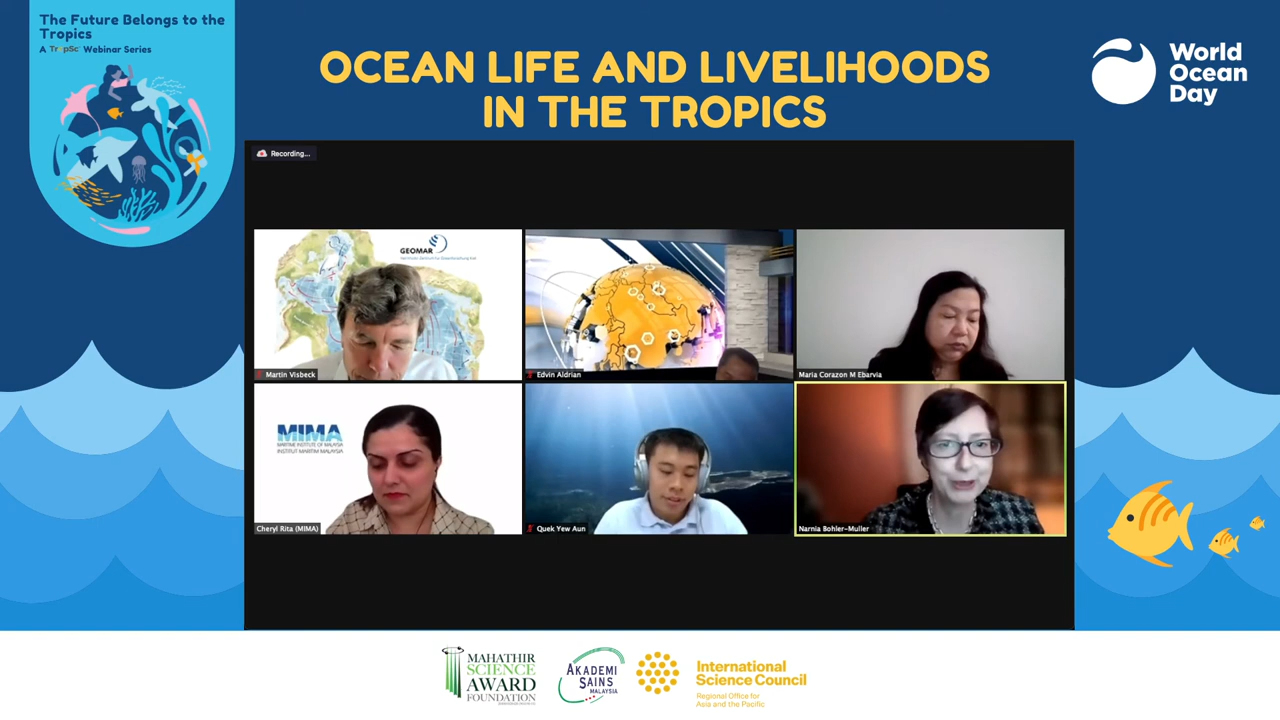 The Future Belongs to the
Tropics
A TropSc Webinar Series
OCEAN LIFE AND LIVELIHOODS
IN THE TROPICS
World
Ocean
Day
Recording...
GEOMAR
Martin Visbeck
Edvin Aldrian
Maria Corazon M Ebarvia
MIMA
MARITIME INSTITUTE OF MALAYSIA
INSTITUT MARITIM MALAYSIA
Cheryl Rita (MIMA)
Quek Yew Aun
Narnia Bohler-Muller
MAHATHIR
SCIENCE
AWARD
FOUNDATION
AKADEMI
SAINS
MALAYSIA
International
Science Council
Regional Office for
Asia and the Pacific